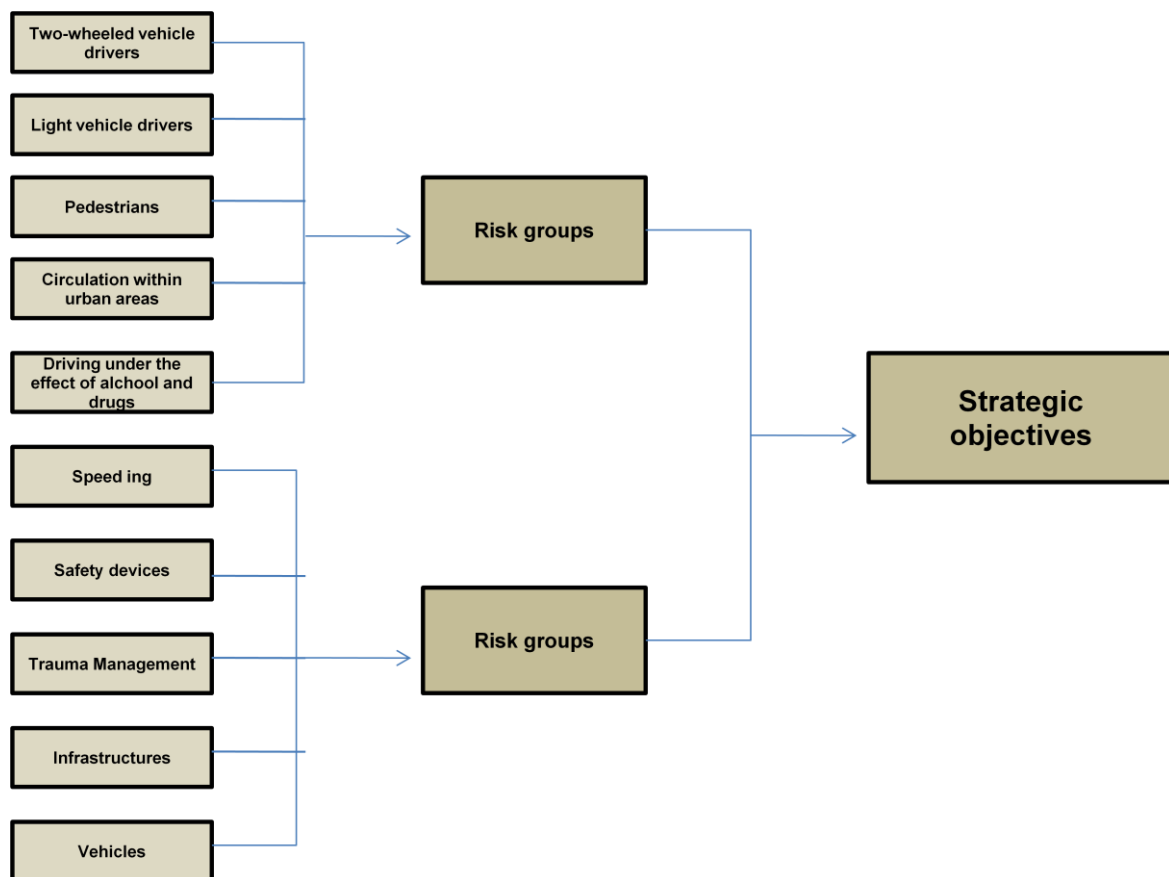 Two-wheeled vehicle
drivers
Light vehicle drivers
Pedestrians
Circulation within
urban areas
Driving under the
effect of alchool and
drugs
Speed ing
Safety devices
Trauma Management
Infrastructures
Vehicles
Risk groups
Risk groups
Strategic
objectives